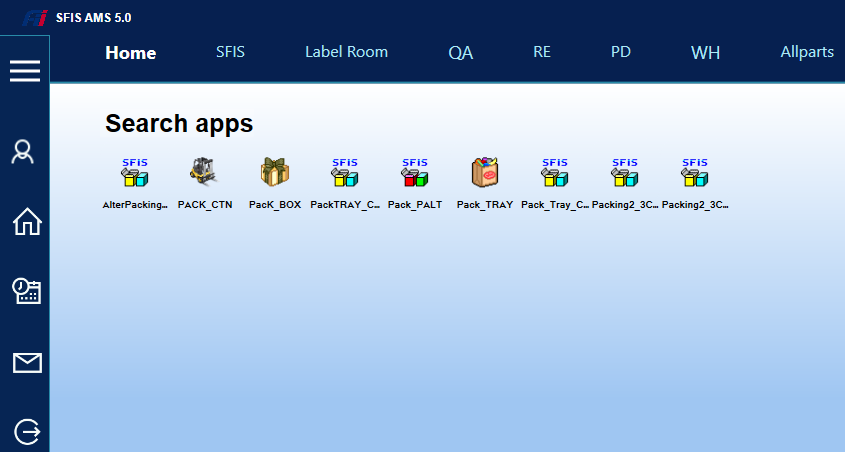 SFIS AMS 5.0
Home SFIS Label Room QA RE PD WH Allparts
Search apps
SFIS SFIS SFIS SFIS SFIS SFIS
AlterPacking... PACK_CTN PacK_BOX PackTRAY_C... Pack_PALT Pack_TRAY Pack_Tray_C... Packing2_3C... Packing2_3C...